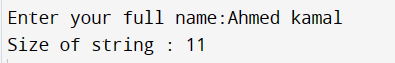 Enter your full name:Ahmed kamal
Size of string : 11